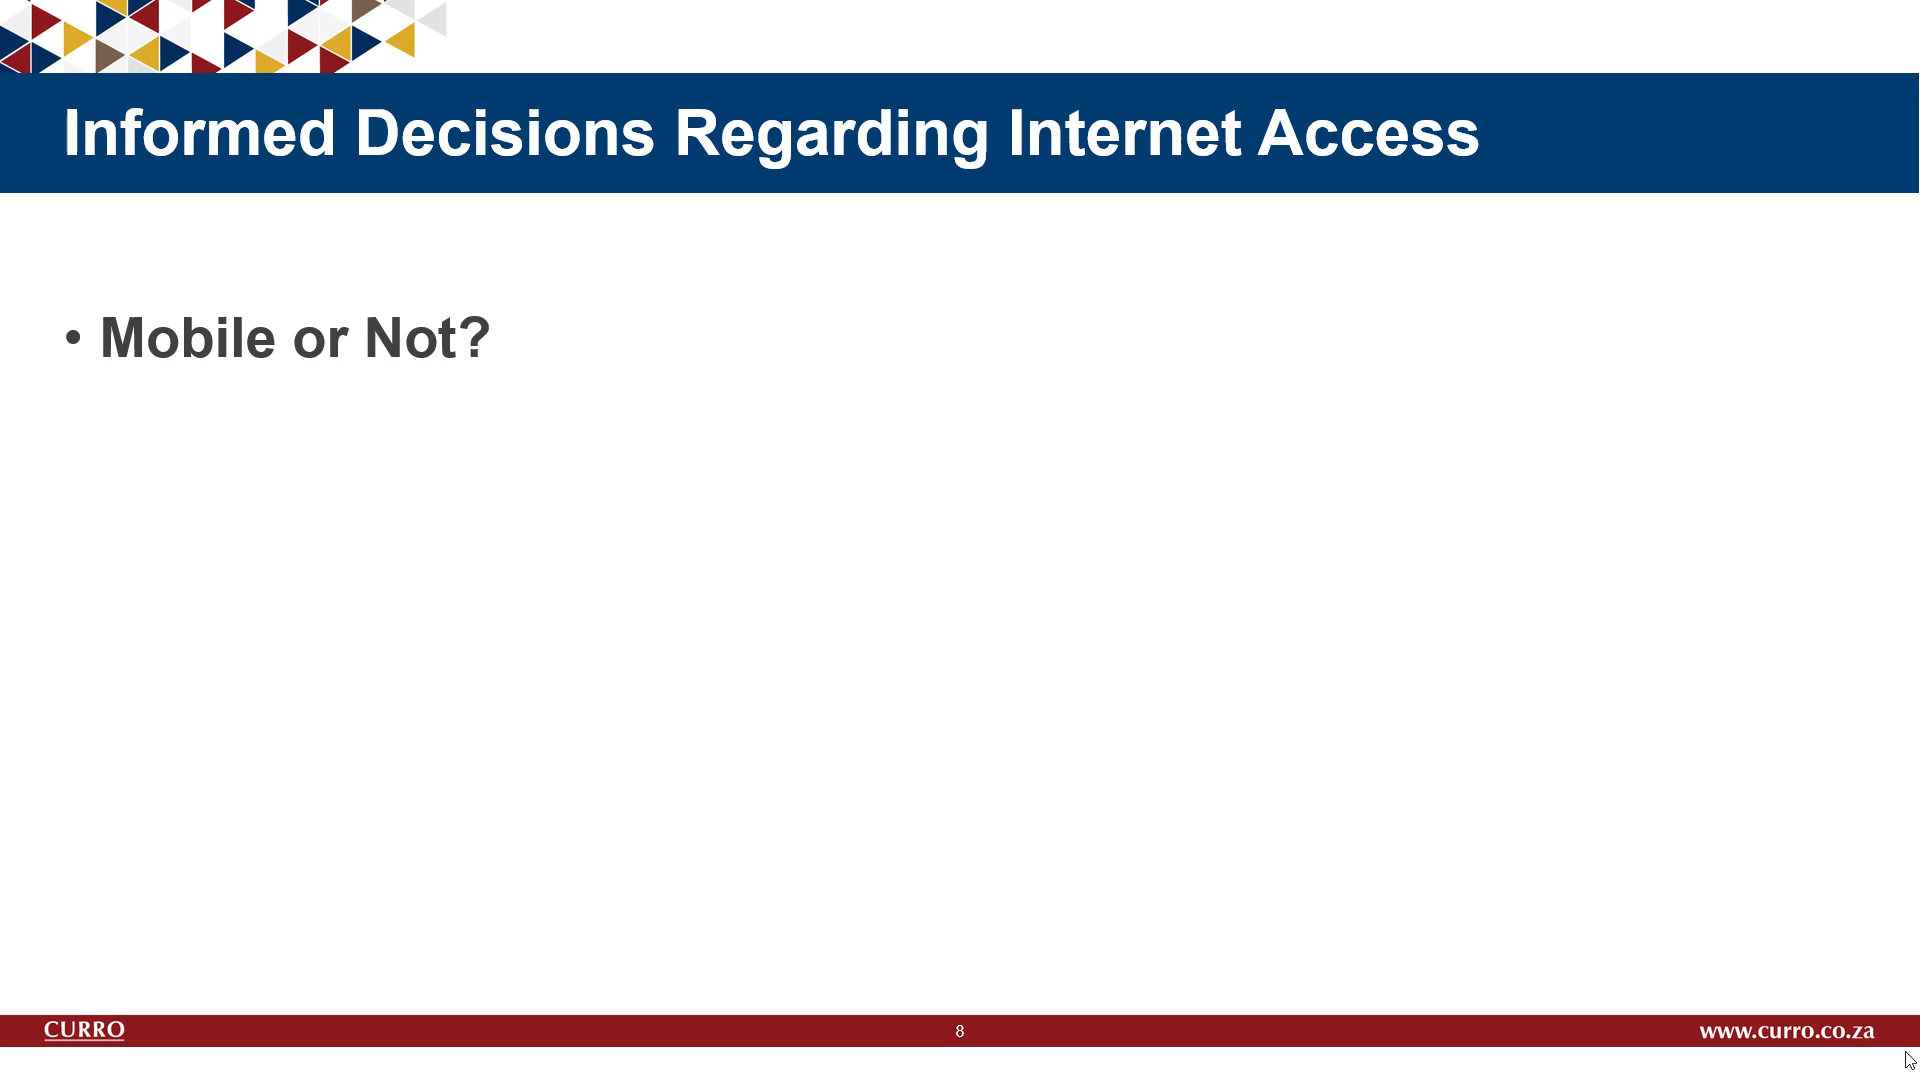 Informed Decisions Regarding Internet Access
• Mobile or Not?
CURRO
8
www.curro.co.za